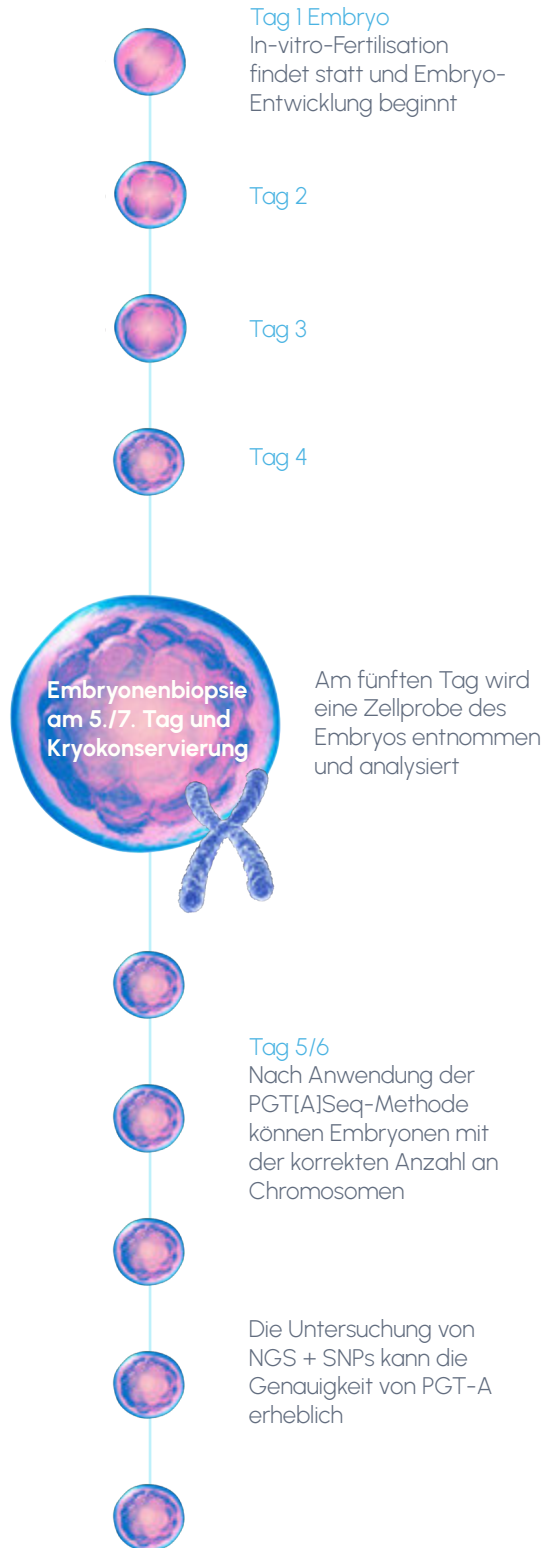 Tag 1 Embryo
In-vitro-Fertilisation
findet statt und Embryo-
Entwicklung beginnt
Tag 2
Tag 3
Tag 4
Embryonenbiopsie
am 5./7. Tag und
Kryokonservierung
Am fünften Tag wird
eine Zellprobe des
Embryos entnommen
und analysiert
Tag 5/6
Nach Anwendung der
PGT[A]Seq-Methode
können Embryonen mit
der korrekten Anzahl an
Chromosomen
Die Untersuchung von
NGS + SNPs kann die
Genauigkeit von PGT-A
erheblich